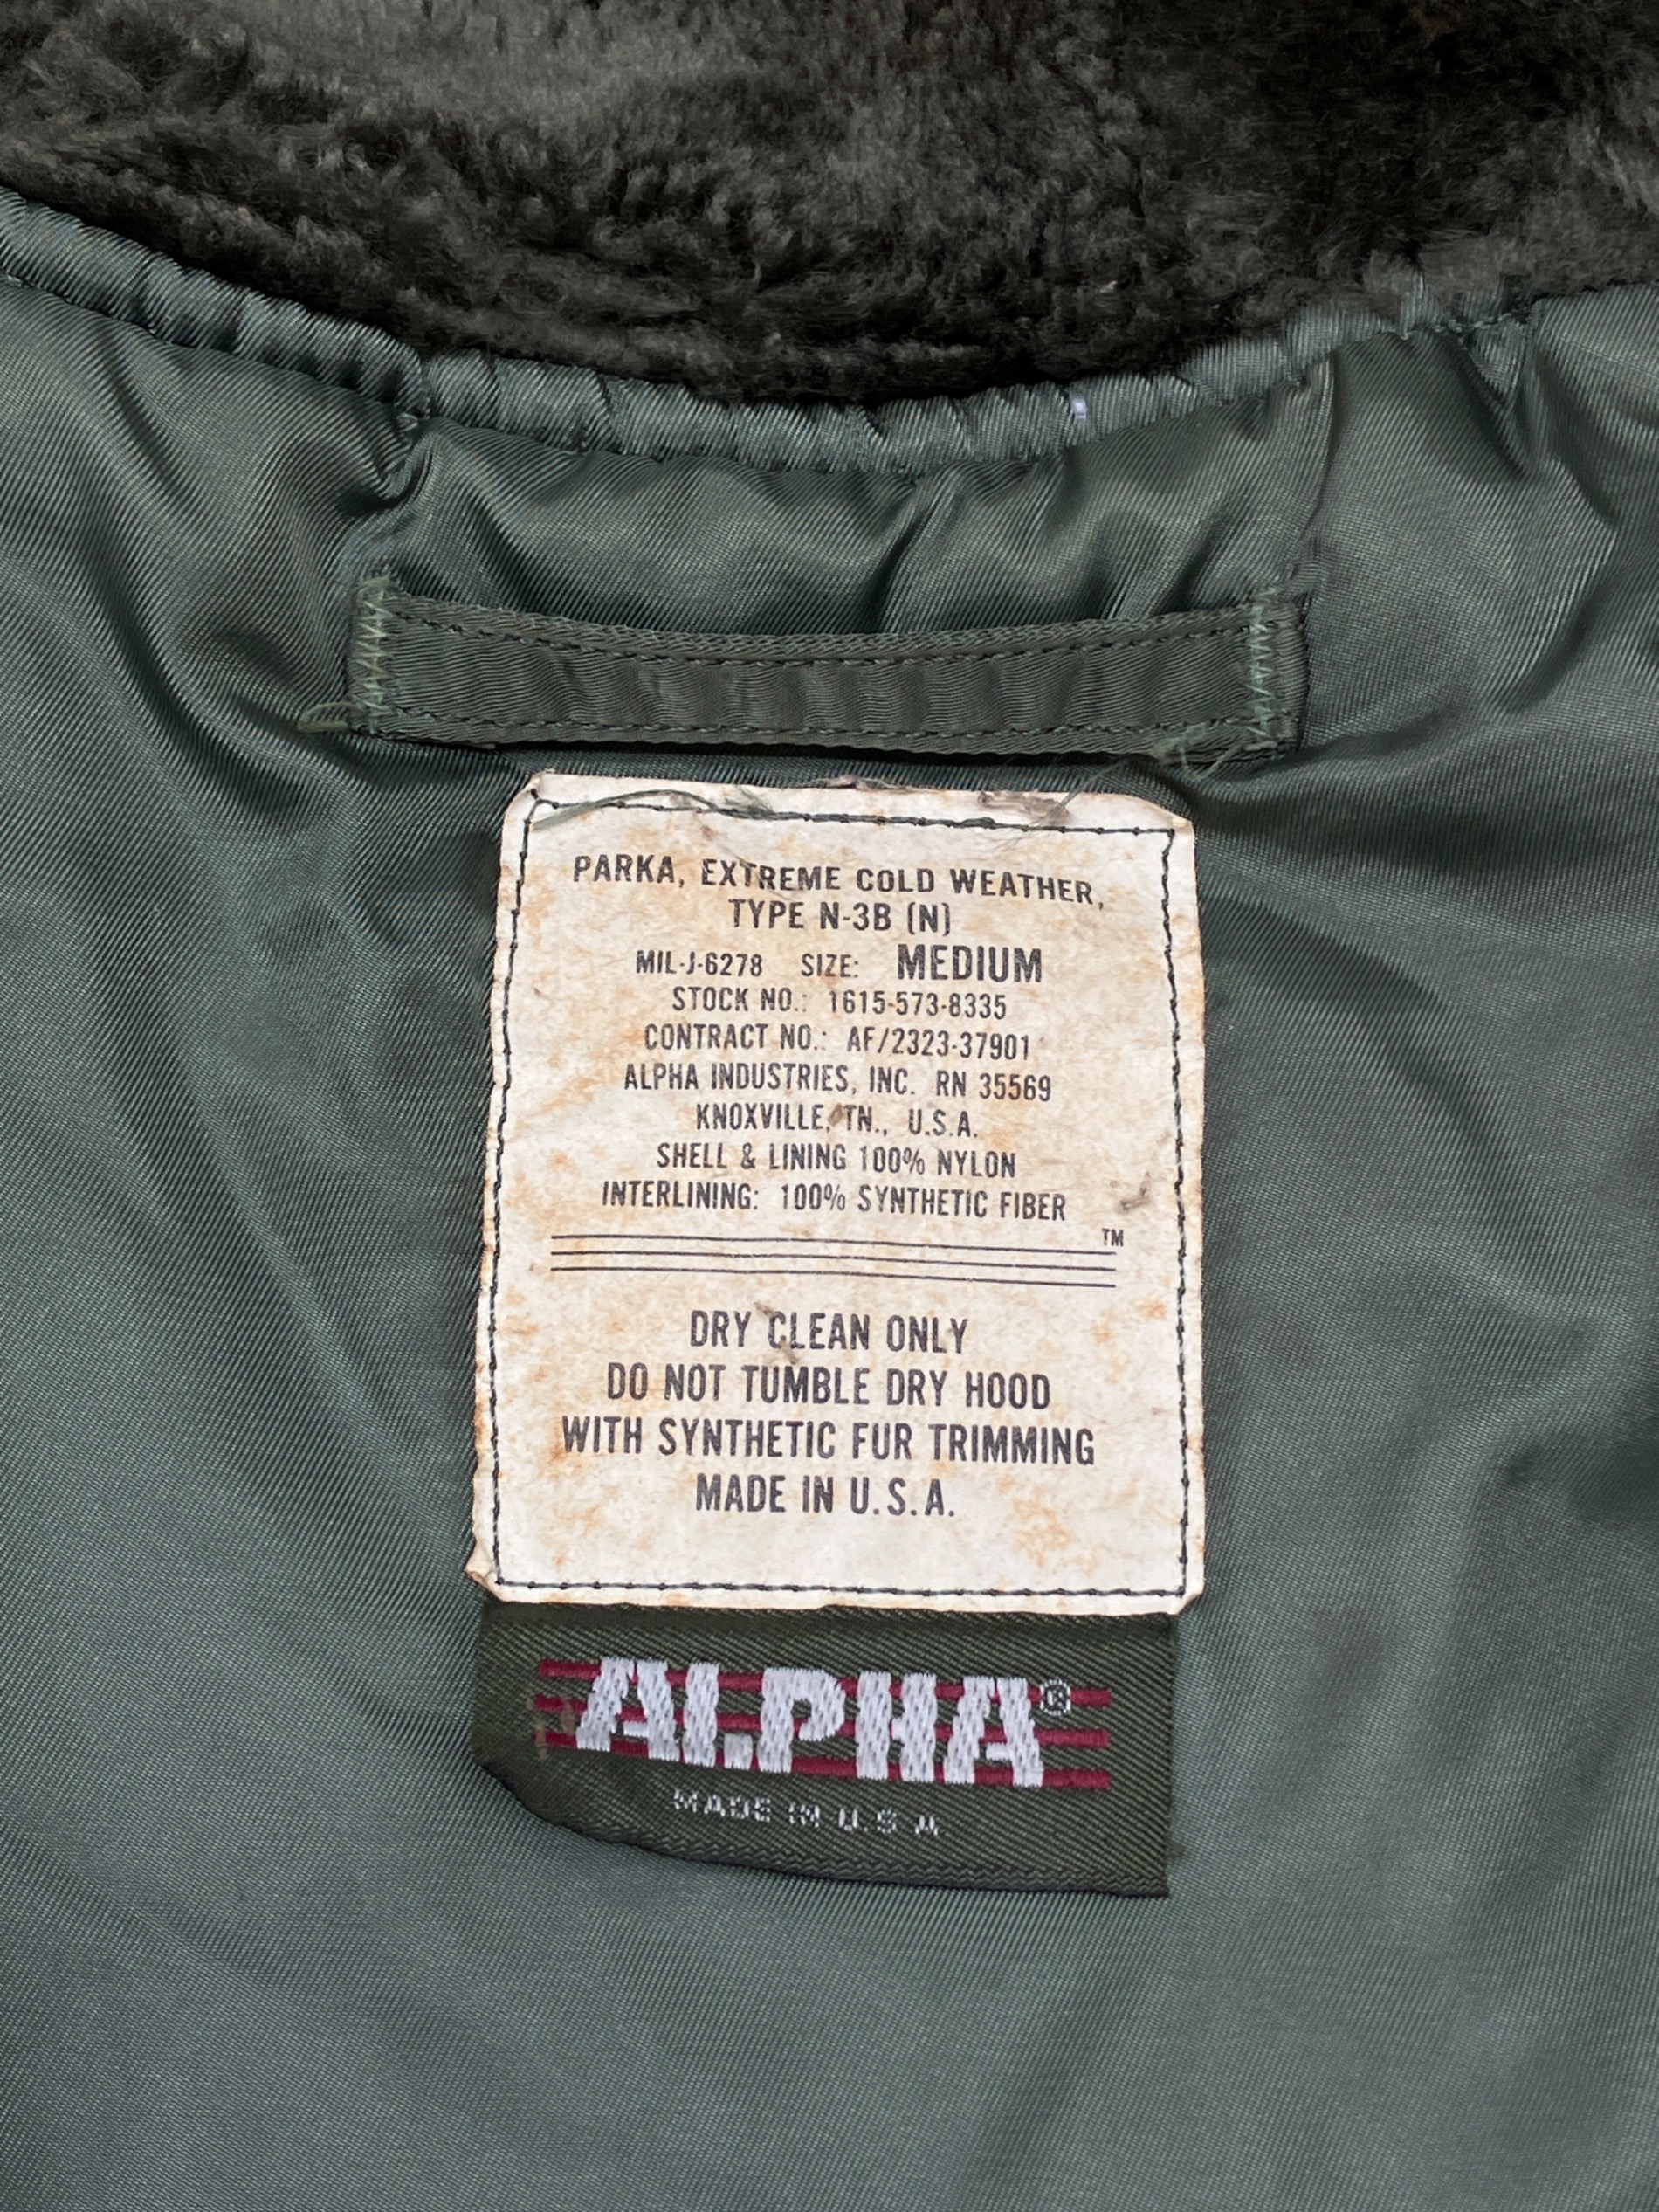 PARKA, EXTREME COLD WEATHER,
TYPE N-3B (N)
MIL-J-6278 SIZE: MEDIUM
STOCK NO.: 1615-573-8335
CONTRACT NO.: AF/2323-37901
ALPHA INDUSTRIES, INC. RN 35569
KNOXVILLE, TN., U.S.A.
SHELL & LINING 100% NYLON
INTERLINING: 100% SYNTHETIC FIBER
TM
DRY CLEAN ONLY
DO NOT TUMBLE DRY HOOD
WITH SYNTHETIC FUR TRIMMING
MADE IN U.S.A.
ALPHA®
MADE IN U.S A